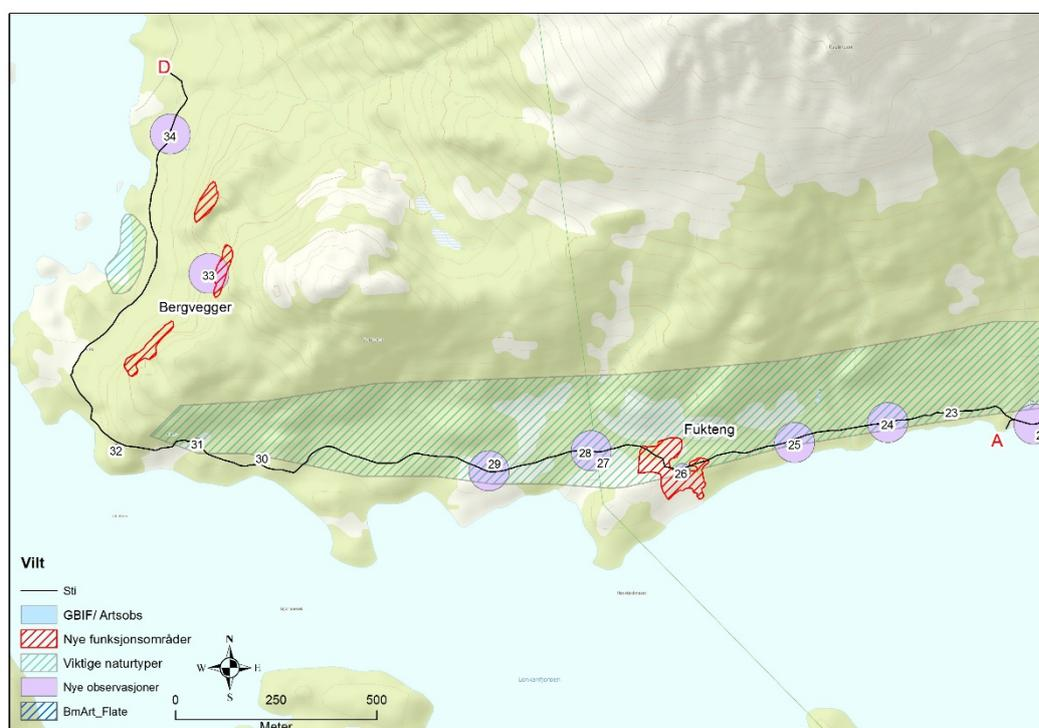 D
34
33
Bergvegger
Fukteng
23
24
25
A
2
32
31
30
29
28
27
26
Vilt
Sti
GBIF/ Artsobs
Nye funksjonsområder
Viktige naturtyper
Nye observasjoner
BmArt_Flate
N
W E
S
0 250 500
Meter